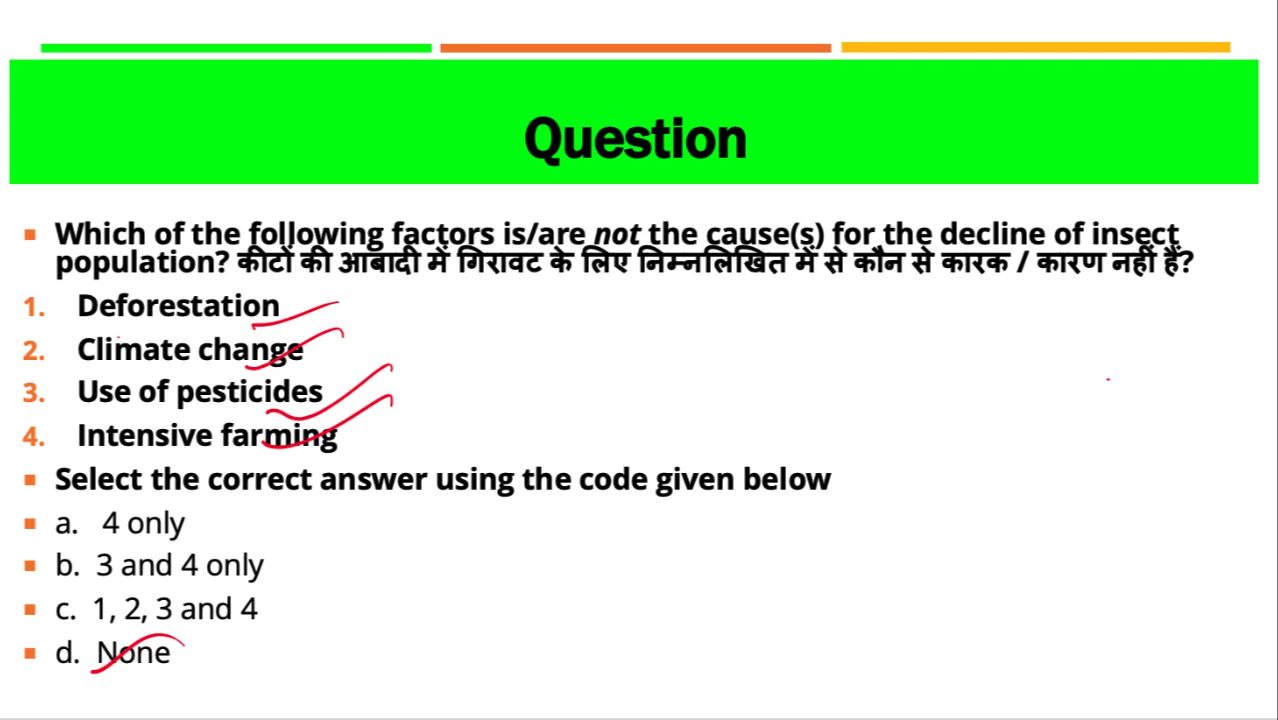 Question
Which of the following factors is/are not the cause(s) for the decline of insect
population? कीटों की आबादी में गिरावट के लिए निम्नलिखित में से कौन से कारक / कारण नहीं हैं?
1. Deforestation
2. Climate change
3. Use of pesticides
4. Intensive farming
Select the correct answer using the code given below
a. 4 only
b. 3 and 4 only
c. 1, 2, 3 and 4
d. None